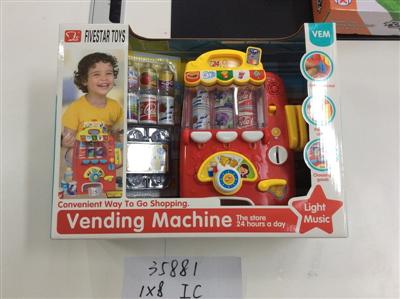 FIVESTAR TOYS
VEM
24
Convenient Way To Go Shopping.
Vending Machine
The store
24 hours a day
Light
Music
35881
1X8 IC